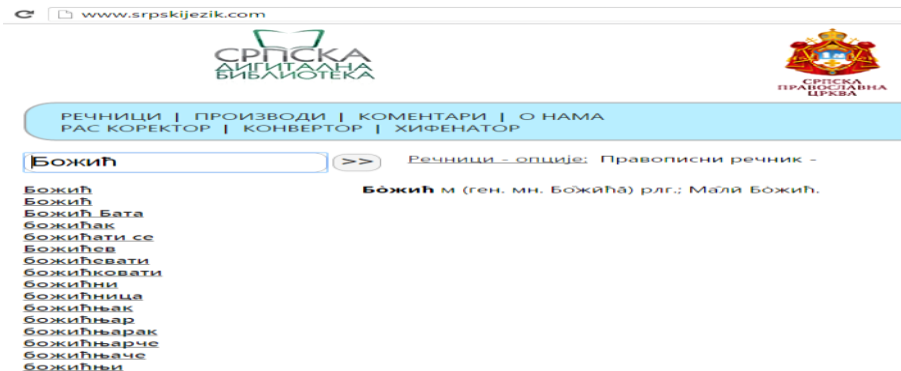 www.srpskijezik.com
СРПСКА
ДИГИТАЛНА
БИБЛИОТЕКА
СРПСКА
ПРАВОСЛАВНА
ЦРКВА
РЕЧНИЦИ | ПРОИЗВОДИ | КОМЕНТАРИ | О НАМА
РАС КОРЕКТОР | КОНВЕРТОР | ХИФЕНАТОР
Божић >> Речници - опције: Правописни речник -
Бо̀жић м (ген. мн. Бо̏жӣћа̄) рлг.; Ма̑лӣ Бо̀жић.
Божић
Божић
Божић Бата
божићак
божићати се
Божићев
божићевати
божићковати
божићни
божићница
божићњак
божићњар
божићњарак
божићњарче
божићњаче
божићњи